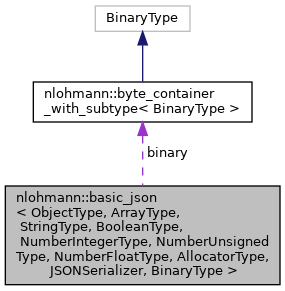 BinaryType
nlohmann::byte_container
_with_subtype< BinaryType >
binary
nlohmann::basic_json
< ObjectType, ArrayType,
StringType, BooleanType,
NumberIntegerType, NumberUnsigned
Type, NumberFloatType, AllocatorType,
JSONSerializer, BinaryType >